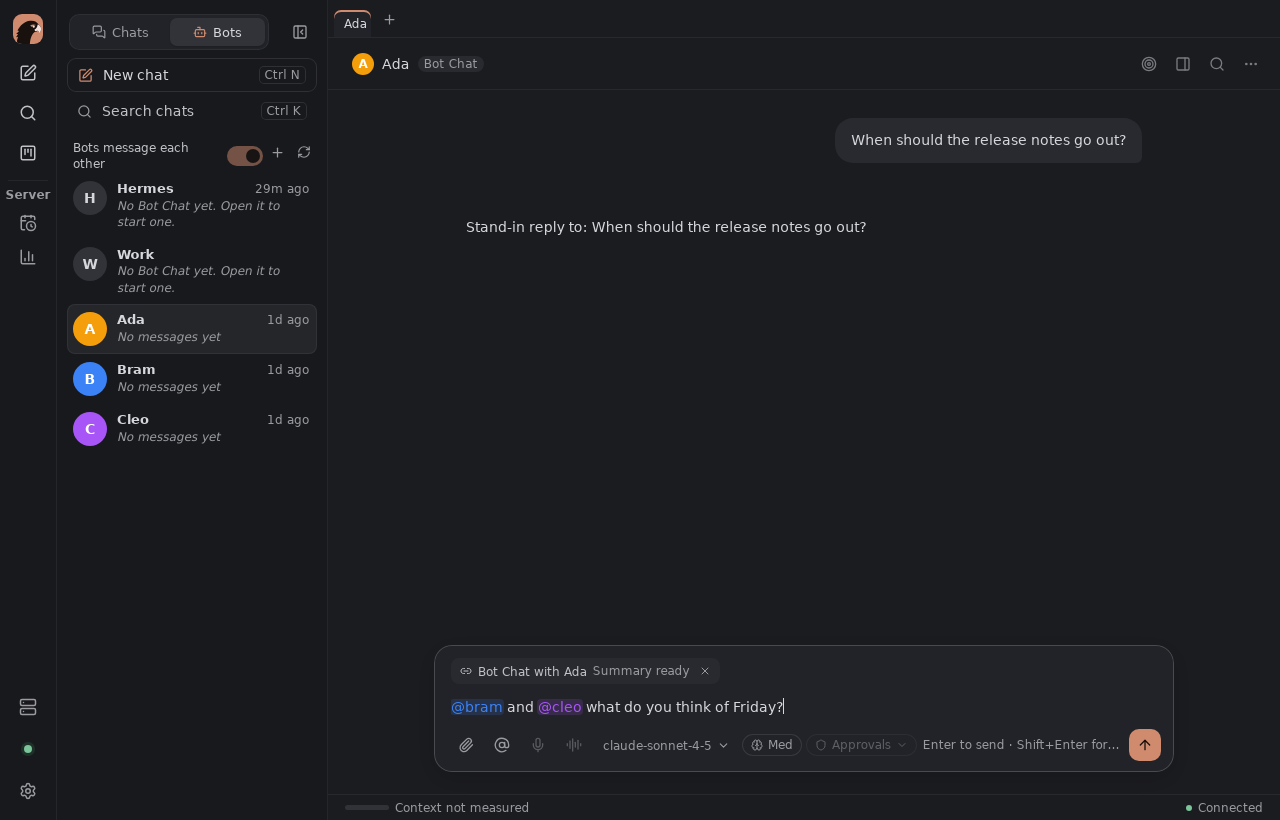 Chats
Bots
Ada
New chat
Ctrl N
A
Ada
Bot Chat
Search chats
Ctrl K
Bots message each
other
When should the release notes go out?
Server
H
Hermes
29m ago
No Bot Chat yet. Open it to
start one.
Stand-in reply to: When should the release notes go out?
W
Work
No Bot Chat yet. Open it to
start one.
A
Ada
1d ago
No messages yet
B
Bram
1d ago
No messages yet
C
Cleo
1d ago
No messages yet
Bot Chat with Ada Summary ready
@bram and @cleo what do you think of Friday?
claude-sonnet-4-5
Med
Approvals
Enter to send · Shift+Enter for...
Context not measured
Connected